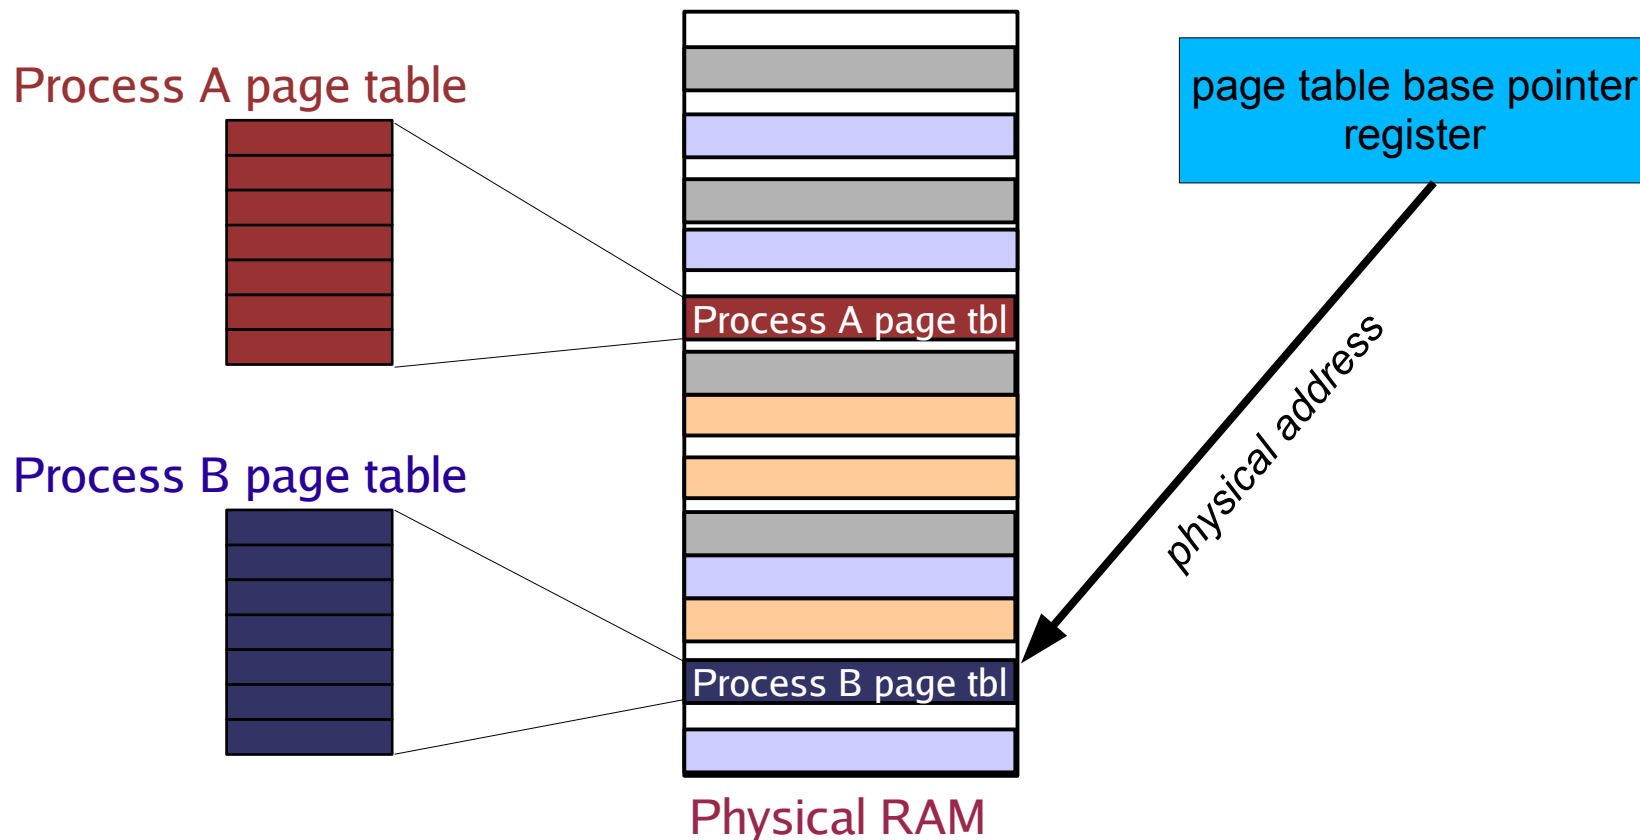 Process A page table
page table base pointer
register
Process A page tbl
physical address
Process B page table
Process B page tbl
Physical RAM